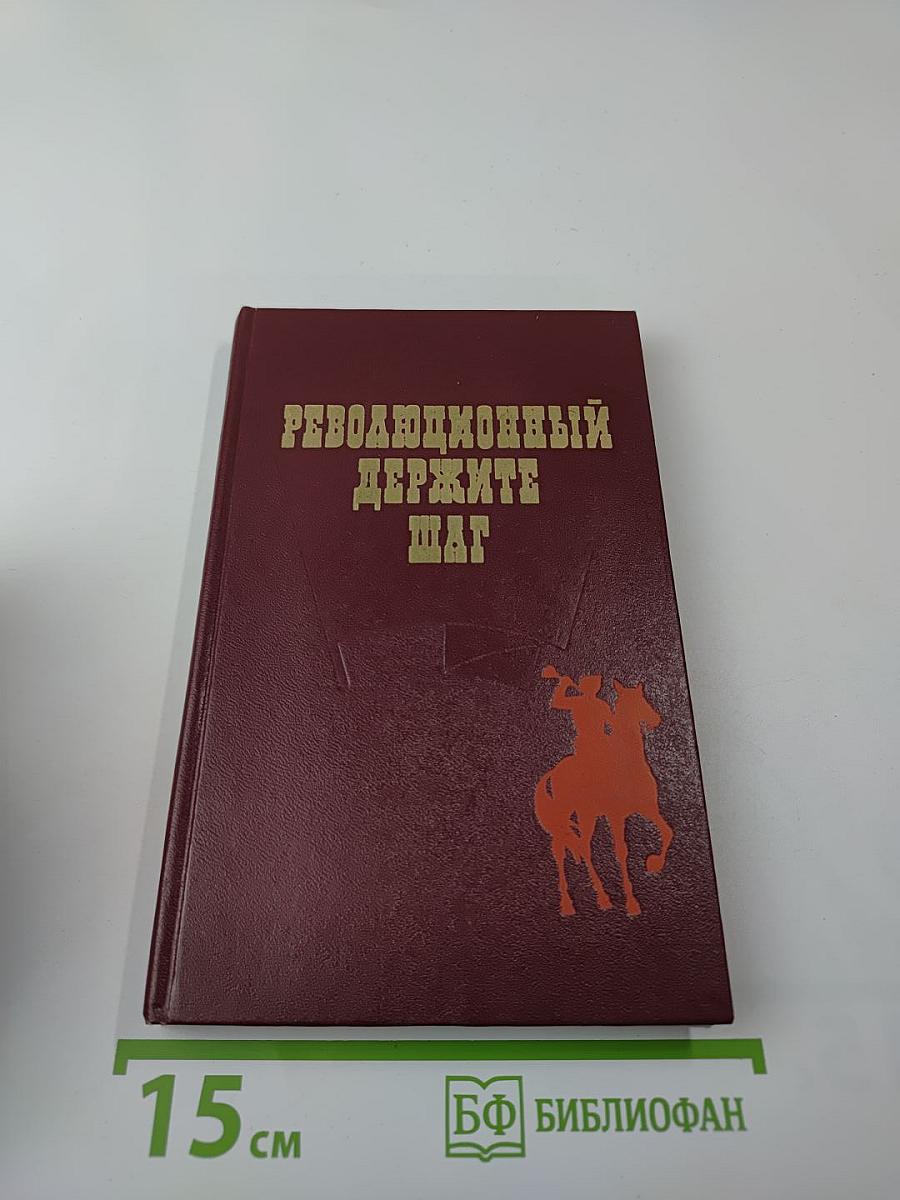 РЕВОЛЮЦИОННЫЙ
ДЕРЖИТЕ
ШАГ
15 см
БФ БИБЛИОФАН